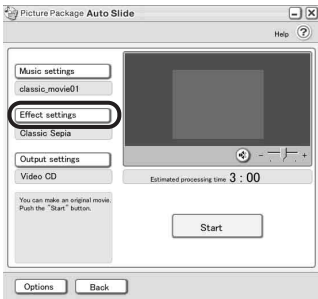 Picture Package Auto Slide
Help ?
Music settings
classic_movie01
Effect settings
Classic Sepia
Output settings
Video CD
- +
Estimated processing time 3 : 00
You can make an original movie.
Push the "Start" button.
Start
Options Back